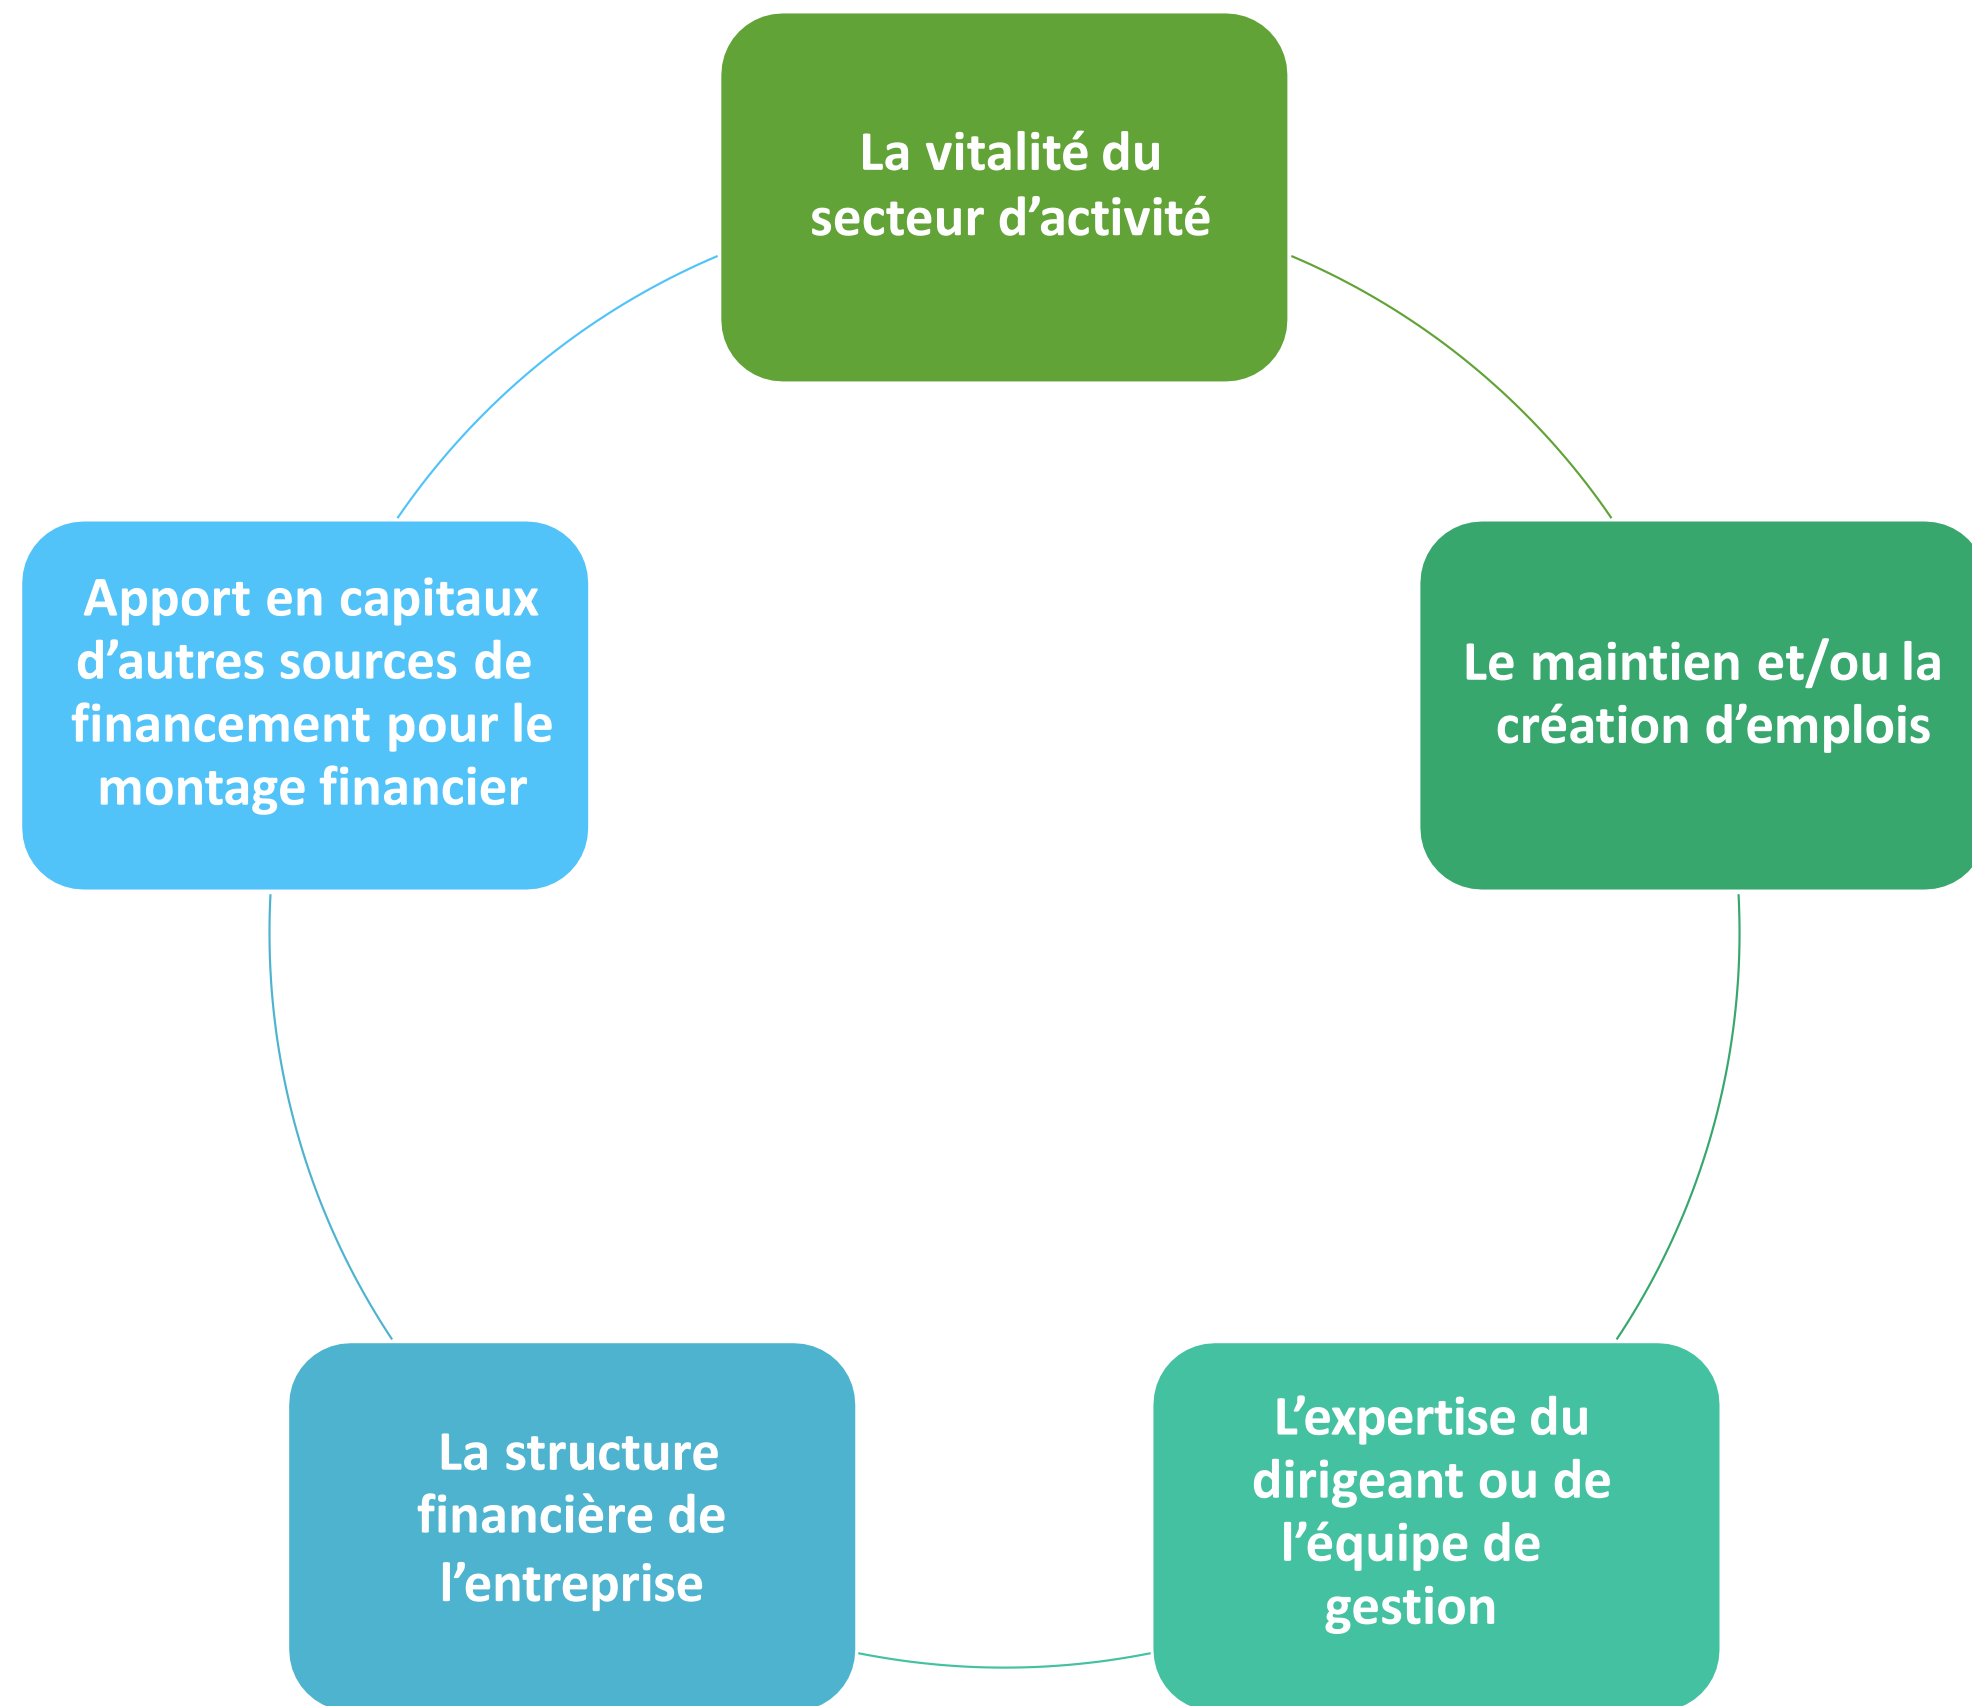 La vitalité du
secteur d’activité
Le maintien et/ou la
création d’emplois
L’expertise du
dirigeant ou de
l’équipe de
gestion
La structure
financière de
l’entreprise
Apport en capitaux
d’autres sources de
financement pour le
montage financier